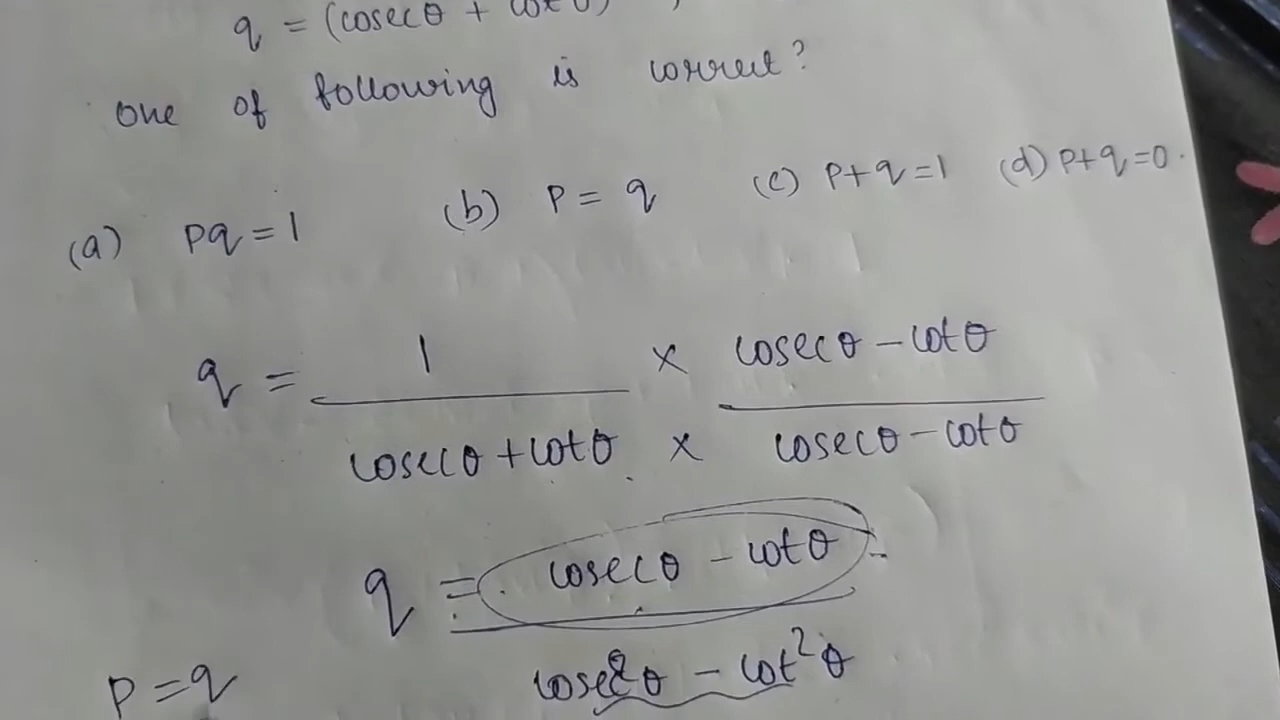 q = (cosecθ + cotθ)
one of following is correct?
(a) pq = 1 (b) p = q (c) p+q = 1 (d) p+q = 0.
q = 1 / cosecθ + cotθ × cosecθ - cotθ / cosecθ - cotθ
q = cosecθ - cotθ / cosec²θ - cot²θ
p = q